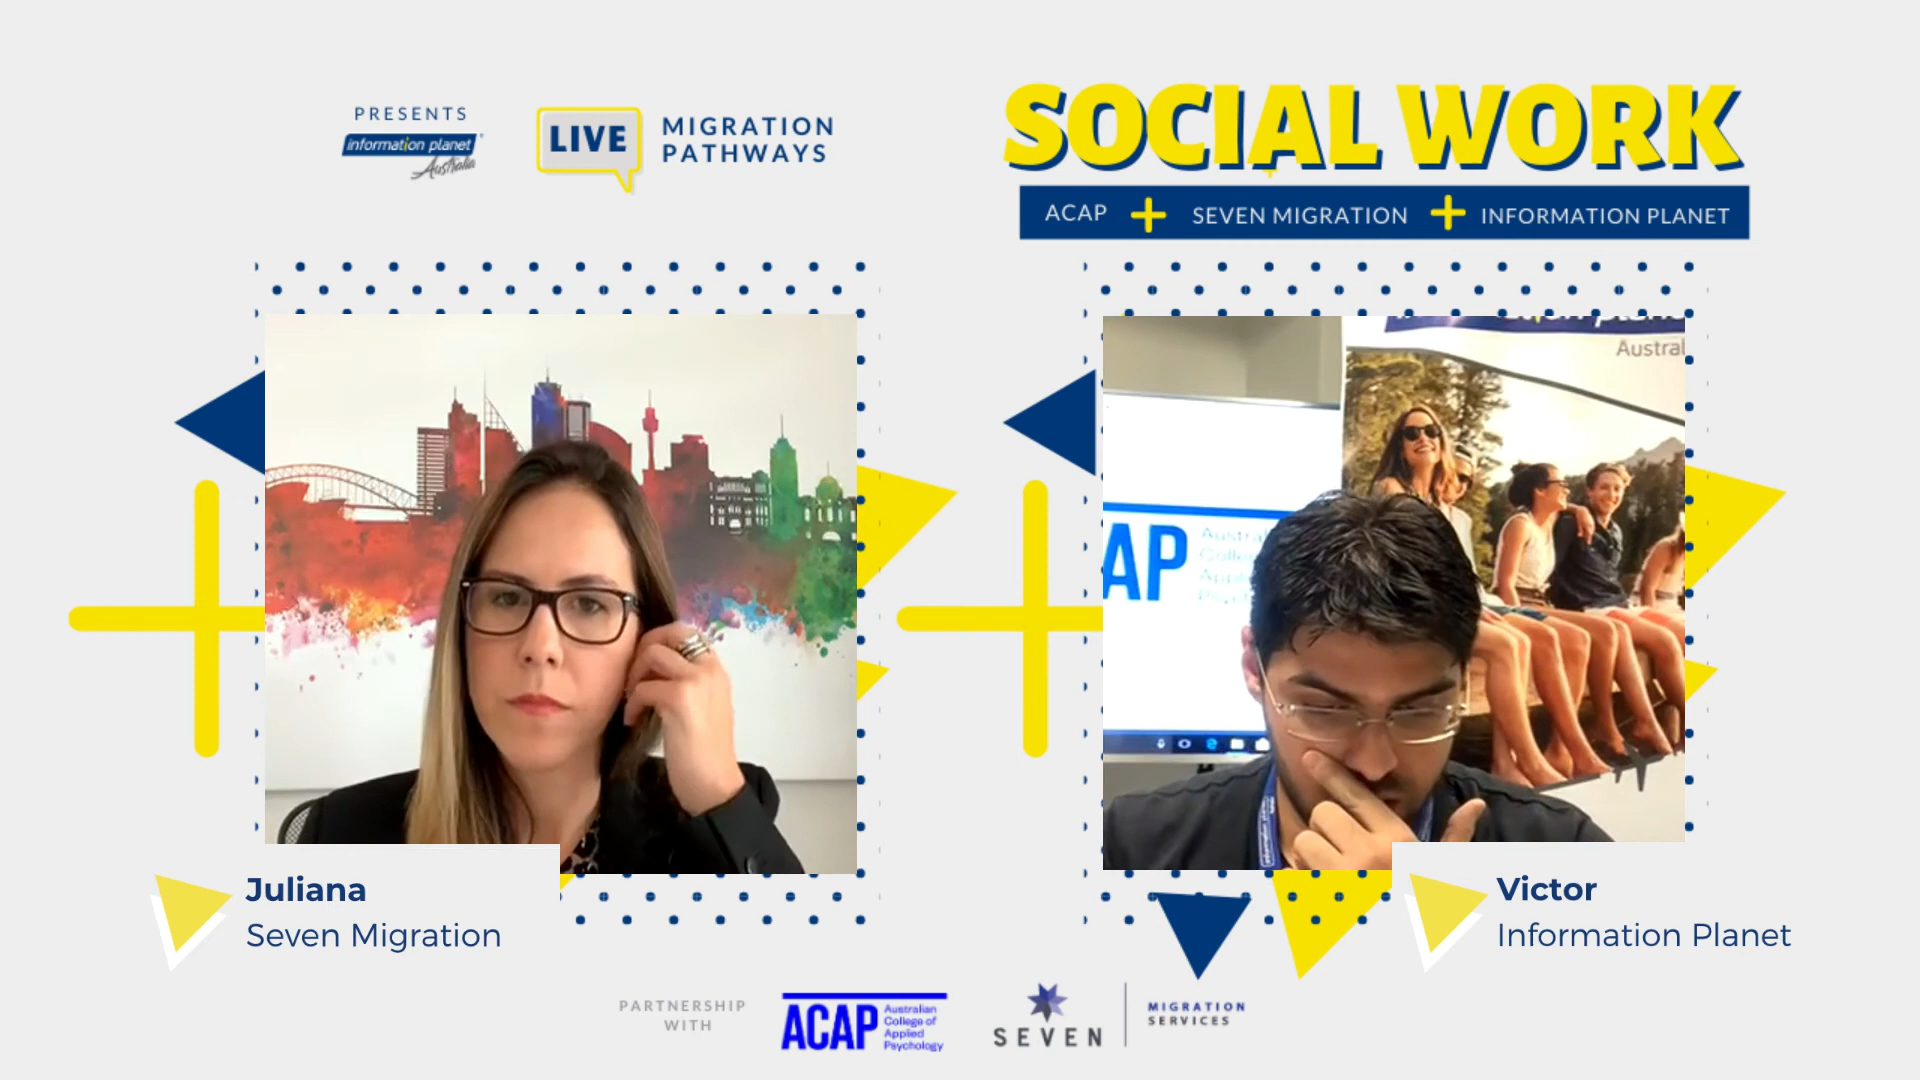 PRESENTS
information planet
Australia
LIVE
MIGRATION
PATHWAYS
SOCIAL WORK
ACAP + SEVEN MIGRATION + INFORMATION PLANET
Austral
AP
Juliana
Seven Migration
Victor
Information Planet
PARTNERSHIP
WITH
ACAP
Australian
College of
Applied
Psychology
SEVEN
MIGRATION
SERVICES